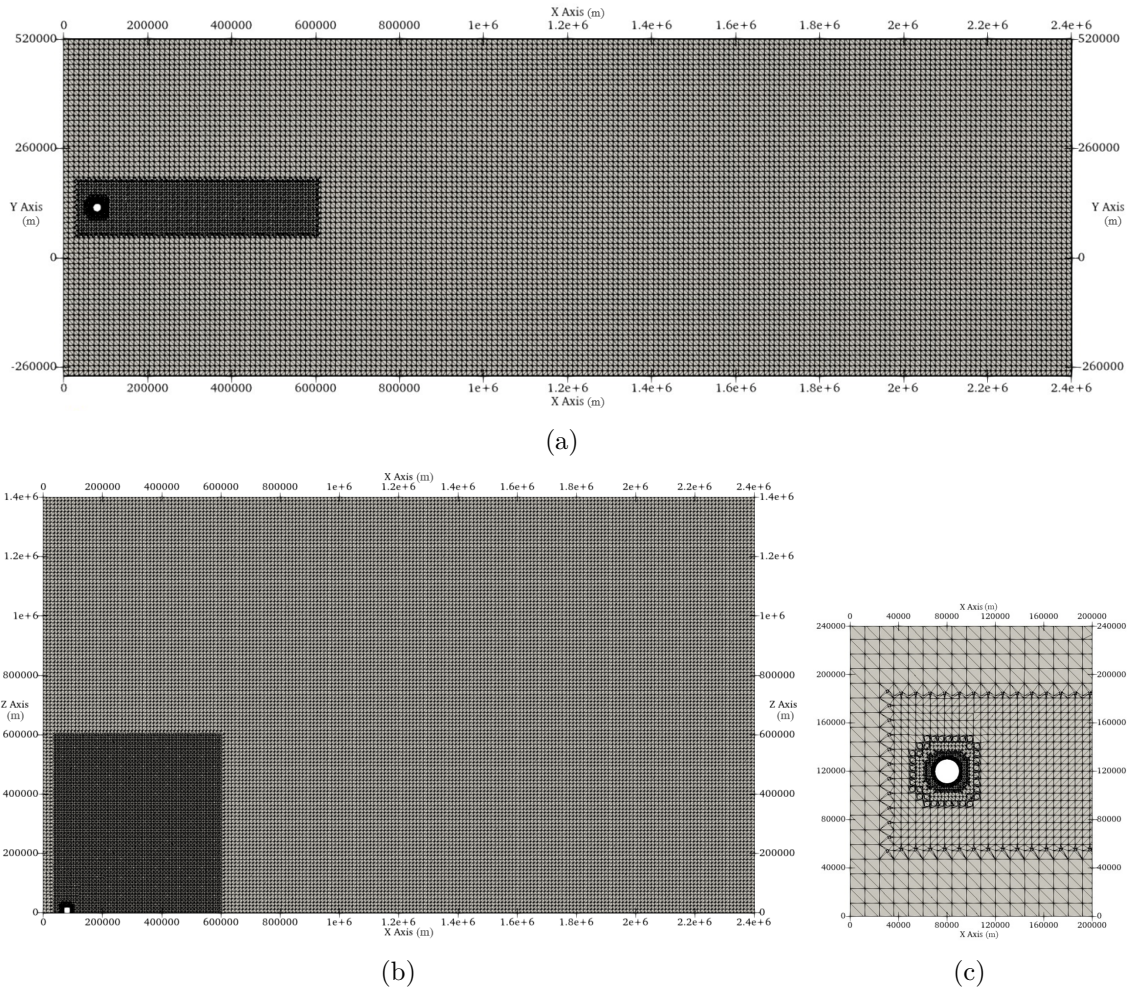 X Axis (m)
0 200000 400000 600000 800000 1e+6 1.2e+6 1.4e+6 1.6e+6 1.8e+6 2e+6 2.2e+6 2.4e+6
520000 520000
260000 260000
Y Axis Y Axis
(m) (m)
0 0
-260000 -260000
0 200000 400000 600000 800000 1e+6 1.2e+6 1.4e+6 1.6e+6 1.8e+6 2e+6 2.2e+6 2.4e+6
X Axis (m)
(a)
X Axis (m)
0 200000 400000 600000 800000 1e+6 1.2e+6 1.4e+6 1.6e+6 1.8e+6 2e+6 2.2e+6 2.4e+6
1.4e+6 1.4e+6
1.2e+6 1.2e+6
1e+6 1e+6
800000 800000
Z Axis Z Axis
(m) (m)
600000 600000
400000 400000
200000 200000
0 0
0 200000 400000 600000 800000 1e+6 1.2e+6 1.4e+6 1.6e+6 1.8e+6 2e+6 2.2e+6 2.4e+6
X Axis (m)
(b)
X Axis (m)
0 40000 80000 120000 160000 200000
240000 240000
200000 200000
160000 160000
120000 120000
80000 80000
40000 40000
0 0
0 40000 80000 120000 160000 200000
X Axis (m)
(c)